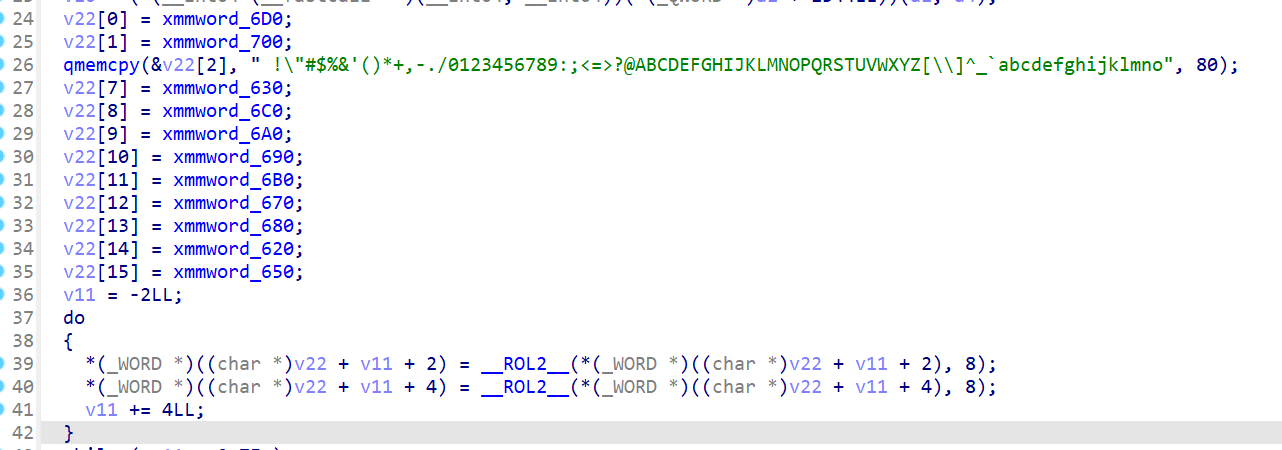 24 v22[0] = xmmword_6D0;
25 v22[1] = xmmword_700;
26 qmemcpy(&v22[2], " !\"#$%&'()*+,-./0123456789:;<=>?@ABCDEFGHIJKLMNOPQRSTUVWXYZ[\\]^_`abcdefghijklmno", 80);
27 v22[7] = xmmword_630;
28 v22[8] = xmmword_6C0;
29 v22[9] = xmmword_6A0;
30 v22[10] = xmmword_690;
31 v22[11] = xmmword_6B0;
32 v22[12] = xmmword_670;
33 v22[13] = xmmword_680;
34 v22[14] = xmmword_620;
35 v22[15] = xmmword_650;
36 v11 = -2LL;
37 do
38 {
39 *(_WORD *)((char *)v22 + v11 + 2) = __ROL2__(*(_WORD *)((char *)v22 + v11 + 2), 8);
40 *(_WORD *)((char *)v22 + v11 + 4) = __ROL2__(*(_WORD *)((char *)v22 + v11 + 4), 8);
41 v11 += 4LL;
42 }